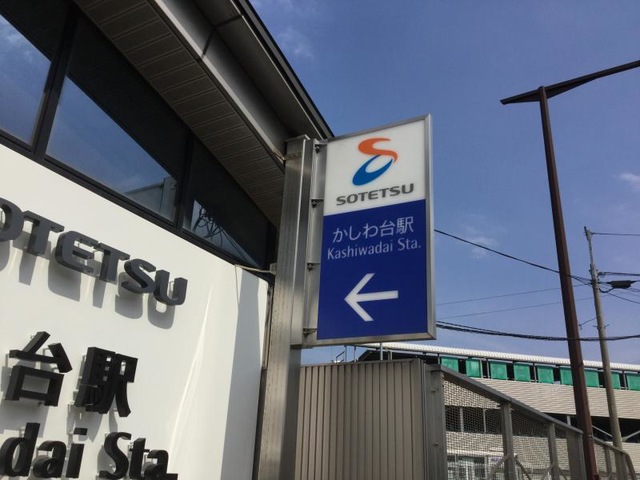 SOTETSU
かしわ台駅
Kashiwadai Sta.
OTETSU
台駅
dai Sta.